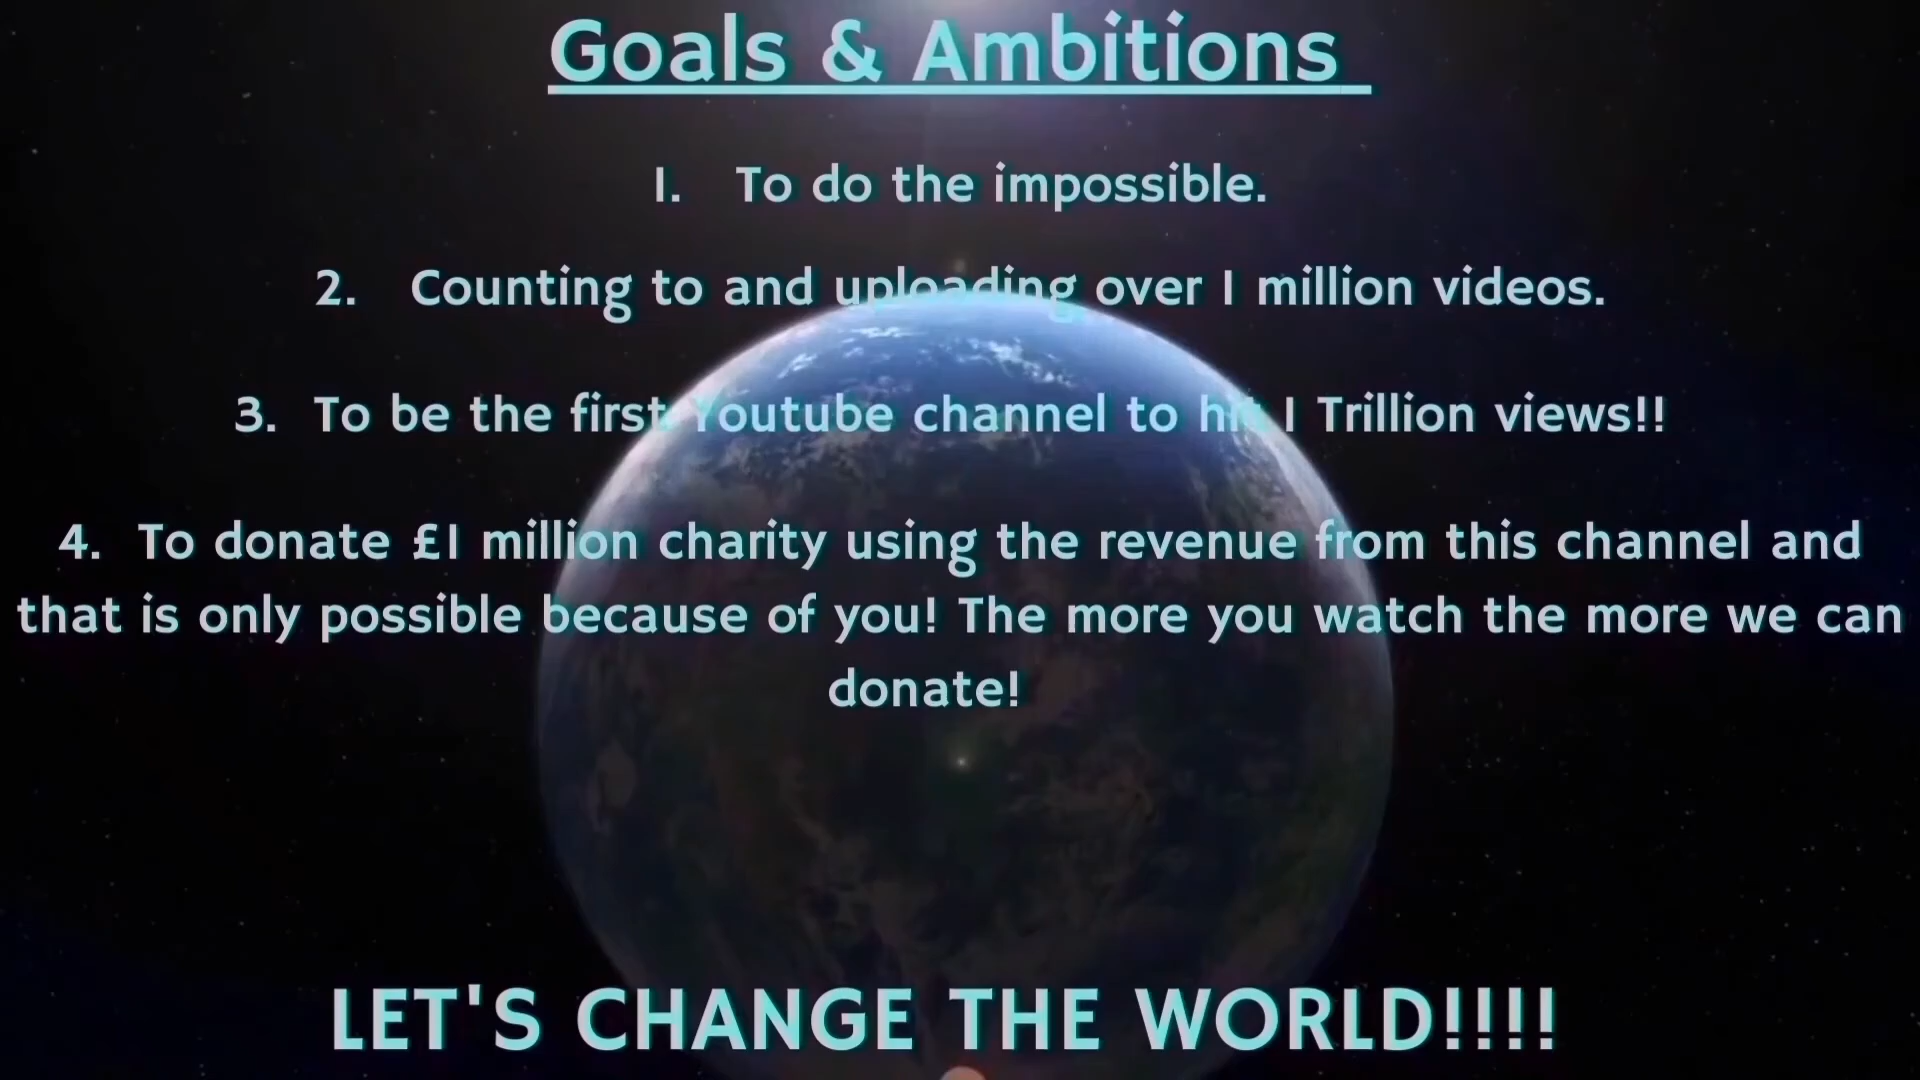 Goals & Ambitions
1. To do the impossible.
2. Counting to and uploading over 1 million videos.
3. To be the first Youtube channel to hit 1 Trillion views!!
4. To donate £1 million charity using the revenue from this channel and
that is only possible because of you! The more you watch the more we can
donate!
LET'S CHANGE THE WORLD!!!!